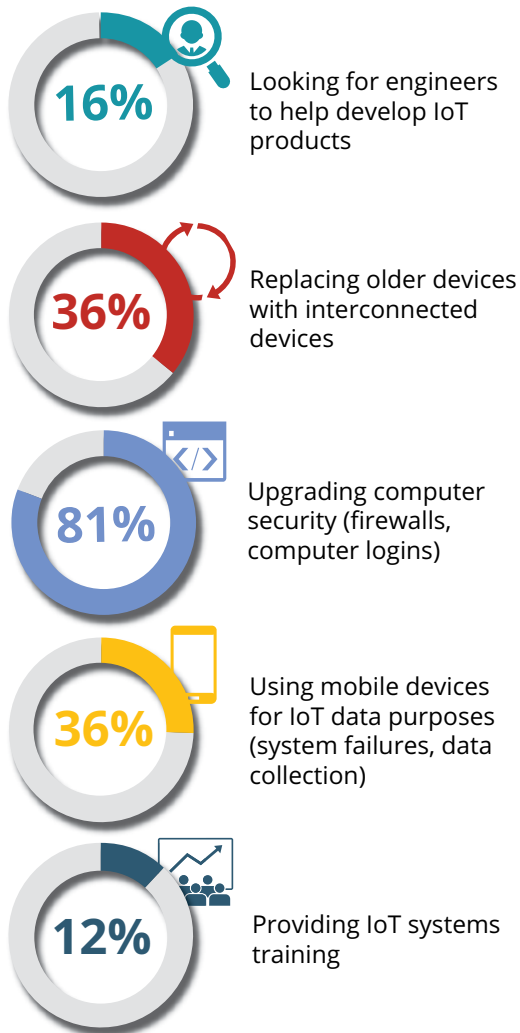 16%
Looking for engineers
to help develop IoT
products
36%
Replacing older devices
with interconnected
devices
</>
81%
Upgrading computer
security (firewalls,
computer logins)
36%
Using mobile devices
for IoT data purposes
(system failures, data
collection)
12%
Providing IoT systems
training